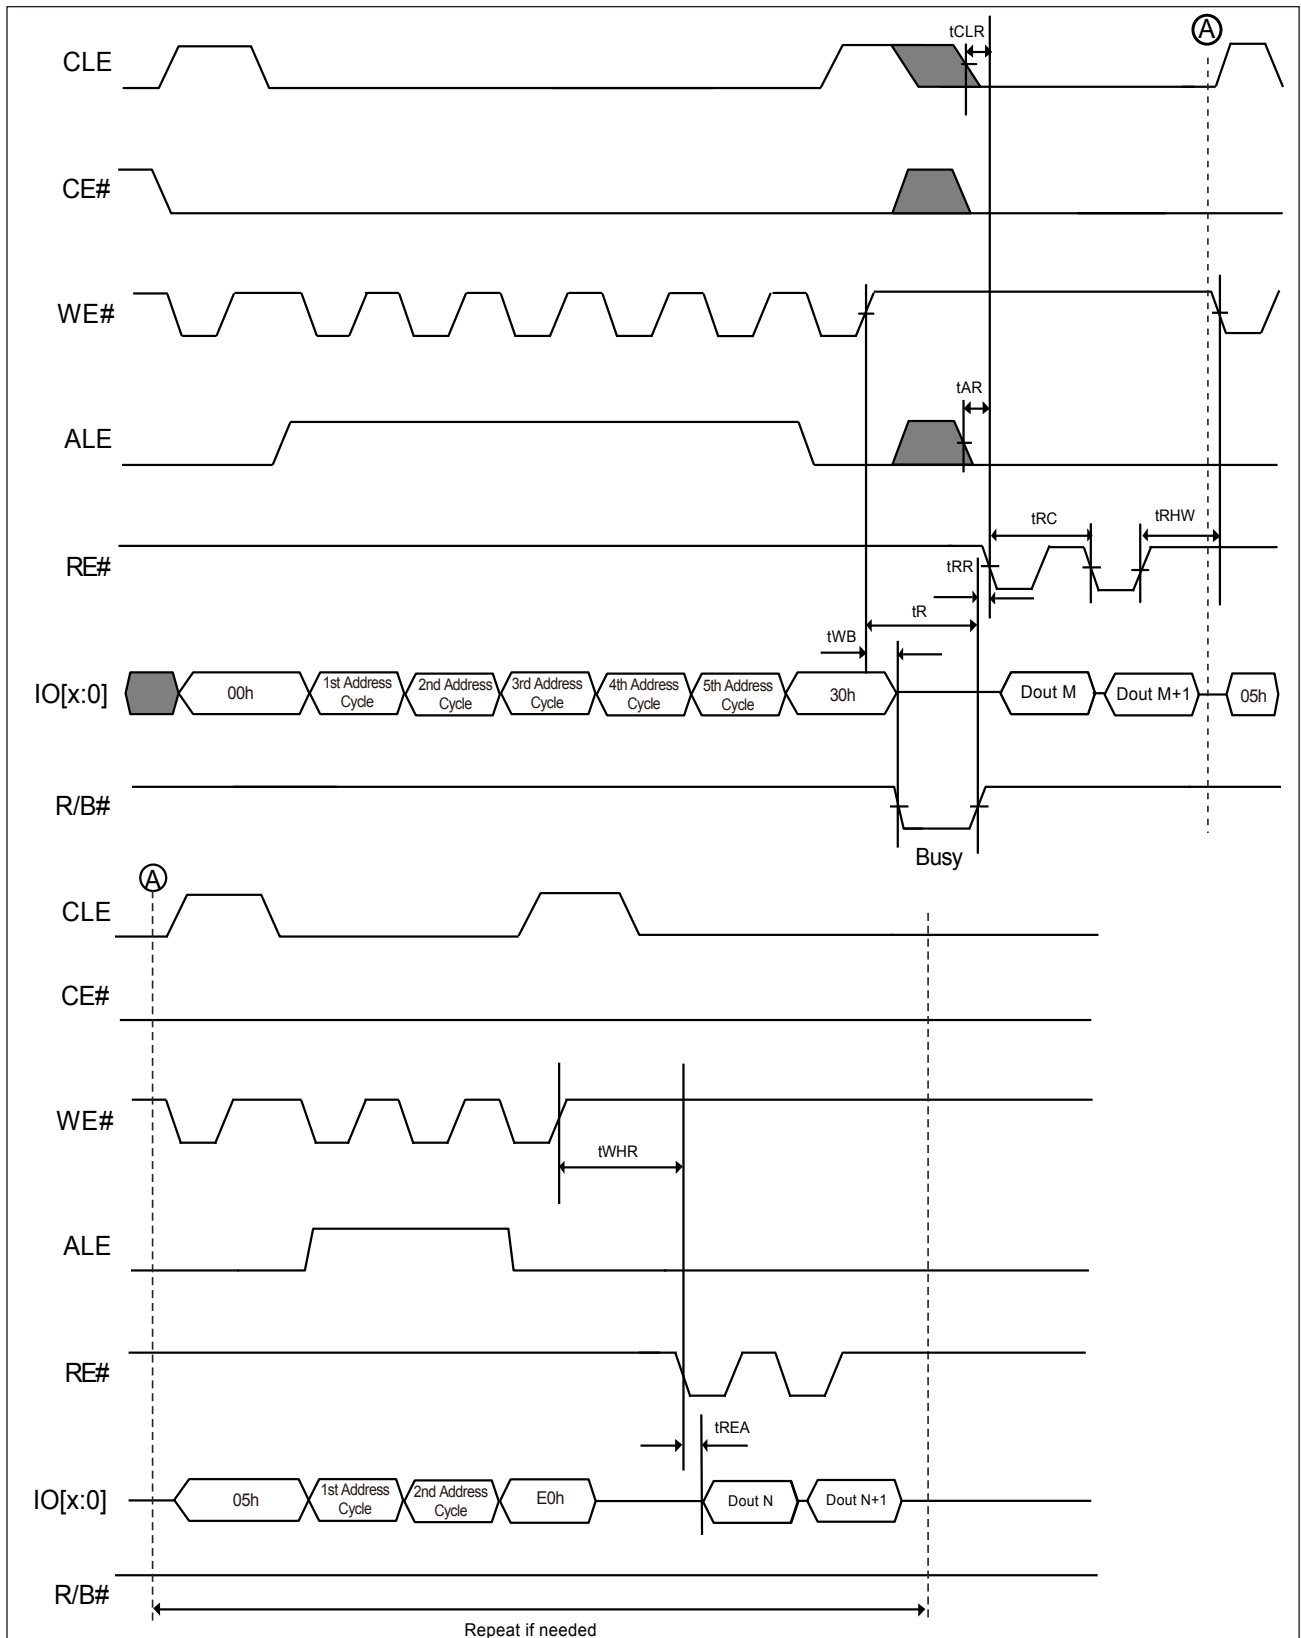 tCLR
A
CLE
CE#
WE#
tAR
ALE
tRC
tRHW
RE#
tRR
tR
tWB
IO[x:0]
00h
1st Address
Cycle
2nd Address
Cycle
3rd Address
Cycle
4th Address
Cycle
5th Address
Cycle
30h
Dout M
Dout M+1
05h
R/B#
Busy
A
CLE
CE#
WE#
tWHR
ALE
RE#
tREA
IO[x:0]
05h
1st Address
Cycle
2nd Address
Cycle
E0h
Dout N
Dout N+1
R/B#
Repeat if needed